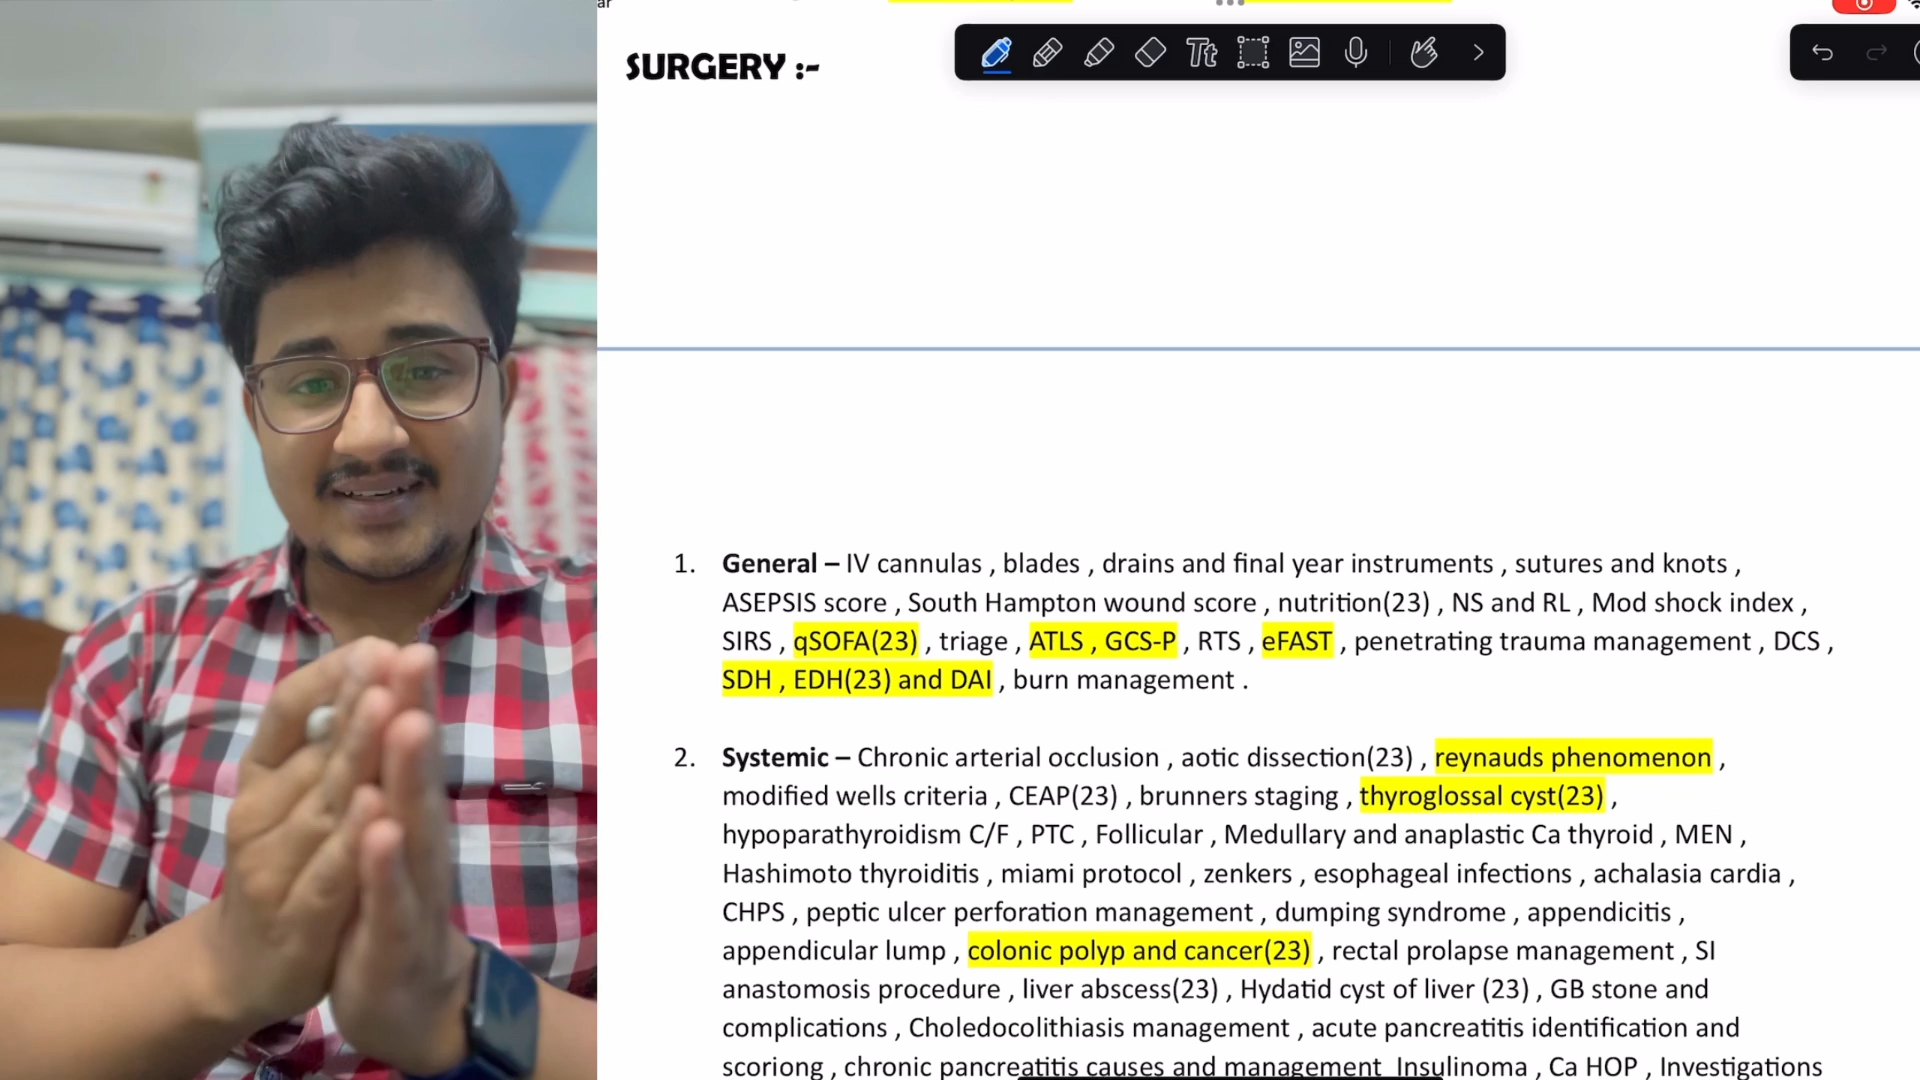 ar
SURGERY :-
Tt
1. General – IV cannulas , blades , drains and final year instruments , sutures and knots ,
ASEPSIS score , South Hampton wound score , nutrition(23) , NS and RL , Mod shock index ,
SIRS , qSOFA(23) , triage , ATLS , GCS-P , RTS , eFAST , penetrating trauma management , DCS ,
SDH , EDH(23) and DAI , burn management .
2. Systemic – Chronic arterial occlusion , aotic dissection(23) , reynauds phenomenon ,
modified wells criteria , CEAP(23) , brunners staging , thyroglossal cyst(23) ,
hypoparathyroidism C/F , PTC , Follicular , Medullary and anaplastic Ca thyroid , MEN ,
Hashimoto thyroiditis , miami protocol , zenkers , esophageal infections , achalasia cardia ,
CHPS , peptic ulcer perforation management , dumping syndrome , appendicitis ,
appendicular lump , colonic polyp and cancer(23) , rectal prolapse management , SI
anastomosis procedure , liver abscess(23) , Hydatid cyst of liver (23) , GB stone and
complications , Choledocolithiasis management , acute pancreatitis identification and
scoriong , chronic pancreatitis causes and management Insulinoma , Ca HOP , Investigations